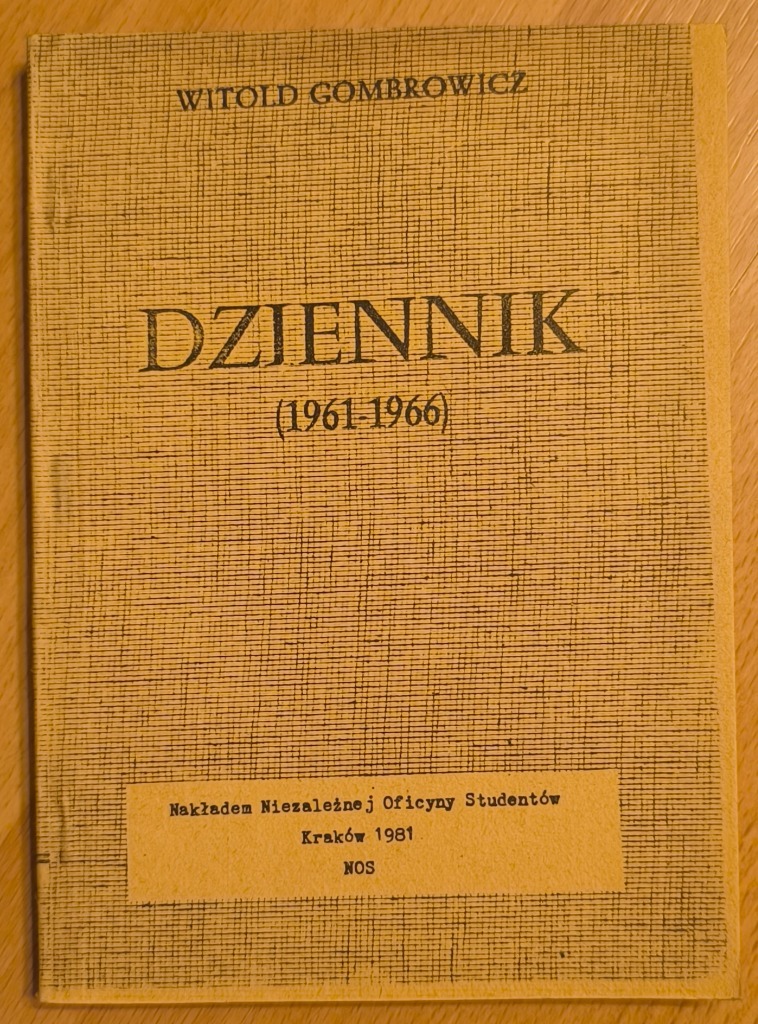 WITOLD GOMBROWICZ
DZIENNIK
(1961-1966)
Nakładem Niezależnej Oficyny Studentów
Kraków 1981
NOS